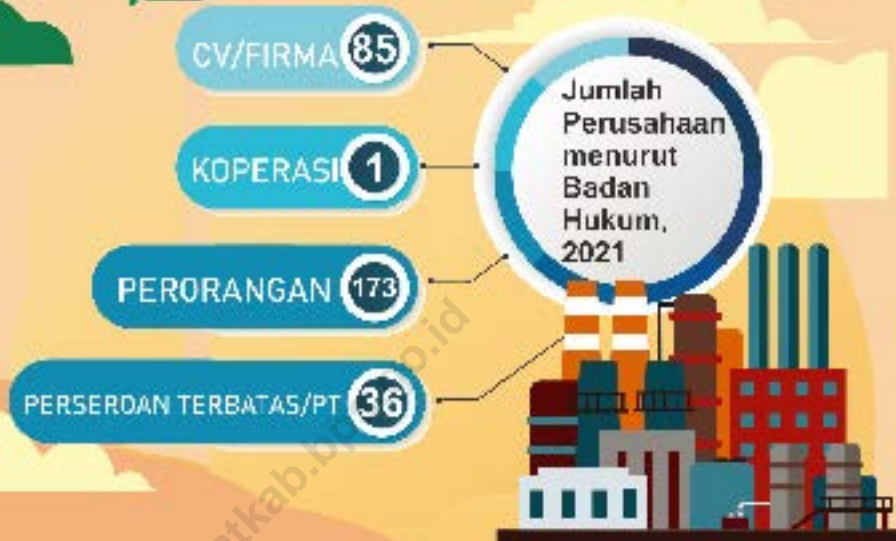 CV/FIRMA 85
KOPERASI 1
PERORANGAN 173
PERSEROAN TERBATAS/PT 36
Jumlah
Perusahaan
menurut
Badan
Hukum,
2021